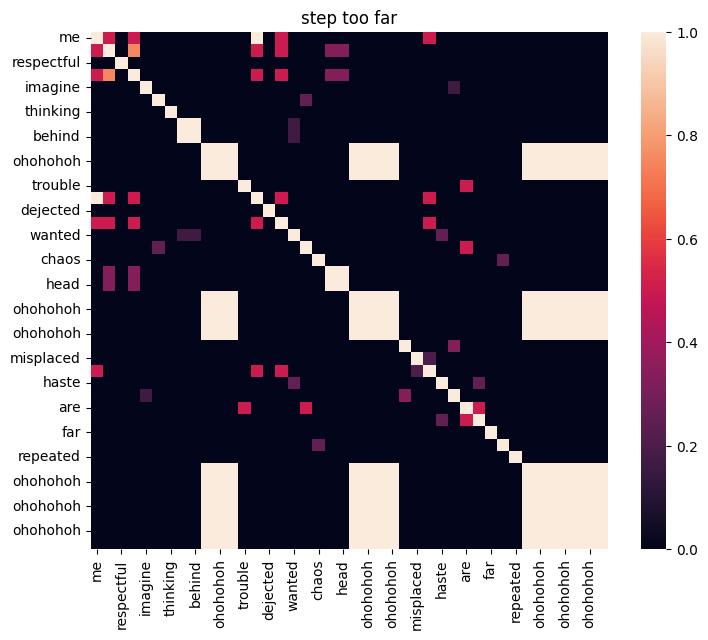 step too far
me
respectful
imagine
thinking
behind
ohohohoh
trouble
dejected
wanted
chaos
head
ohohohoh
ohohohoh
misplaced
haste
are
far
repeated
ohohohoh
ohohohoh
ohohohoh
1.0
0.8
0.6
0.4
0.2
0.0
me
respectful
imagine
thinking
behind
ohohohoh
trouble
dejected
wanted
chaos
head
ohohohoh
ohohohoh
misplaced
haste
are
far
repeated
ohohohoh
ohohohoh
ohohohoh